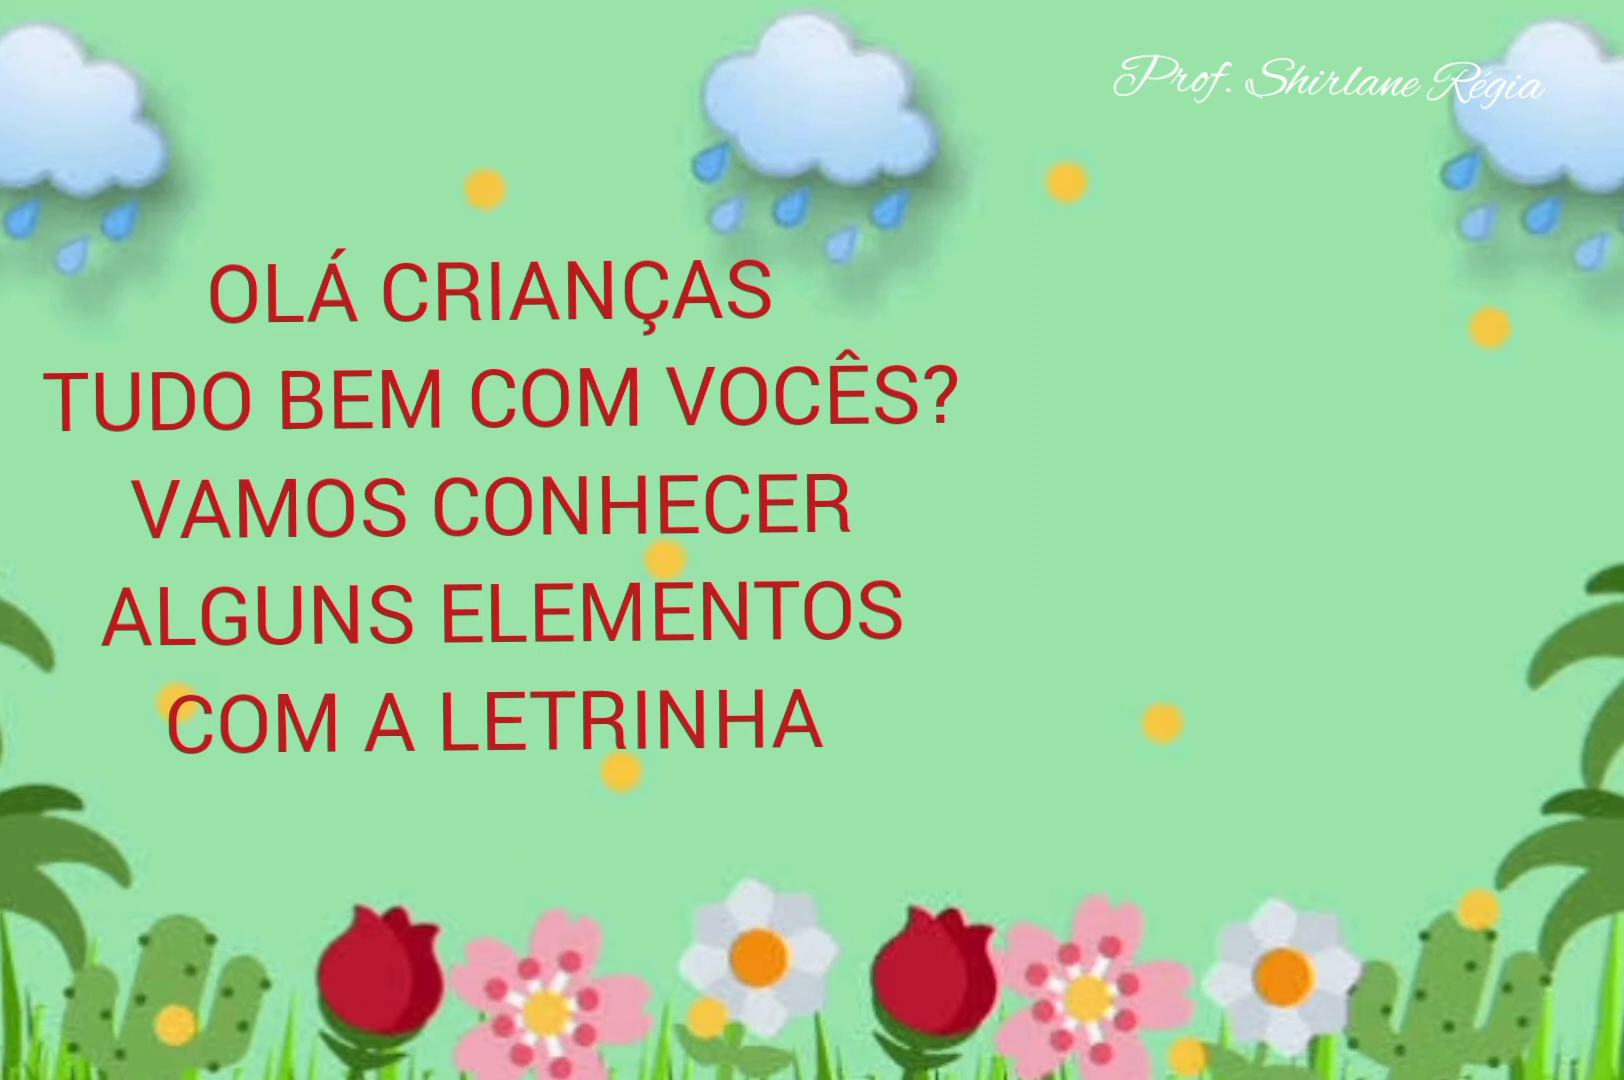 Prof. Shirlane Régia
OLÁ CRIANÇAS
TUDO BEM COM VOCÊS?
VAMOS CONHECER
ALGUNS ELEMENTOS
COM A LETRINHA